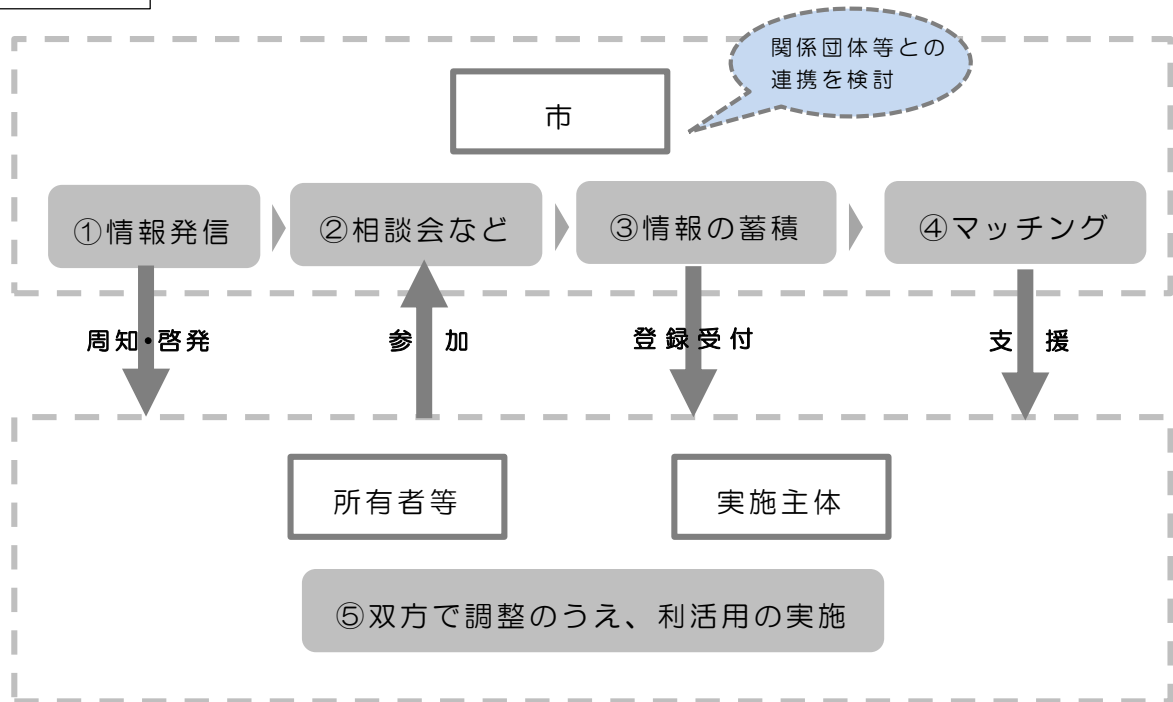 関係団体等との
連携を検討
市
①情報発信
②相談会など
③情報の蓄積
④マッチング
周知・啓発
参 加
登録受付
支 援
所有者等
実施主体
⑤双方で調整のうえ、利活用の実施